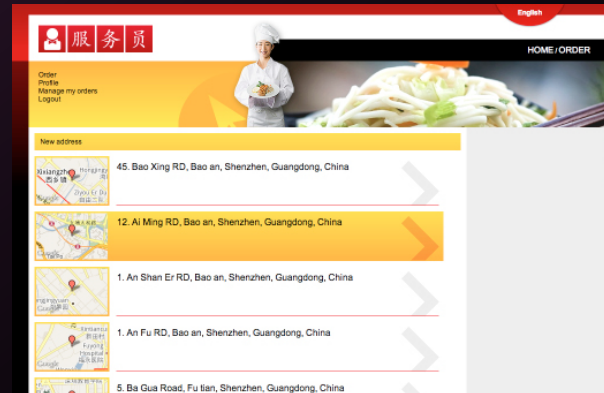 English
服务员
HOME / ORDER
Order
Profile
Manage my orders
Logout
New address
45. Bao Xing RD, Bao an, Shenzhen, Guangdong, China
12. Ai Ming RD, Bao an, Shenzhen, Guangdong, China
1. An Shan Er RD, Bao an, Shenzhen, Guangdong, China
1. An Fu RD, Bao an, Shenzhen, Guangdong, China
Fuyong
Hospital
5. Ba Gua Road, Fu tian, Shenzhen, Guangdong, China